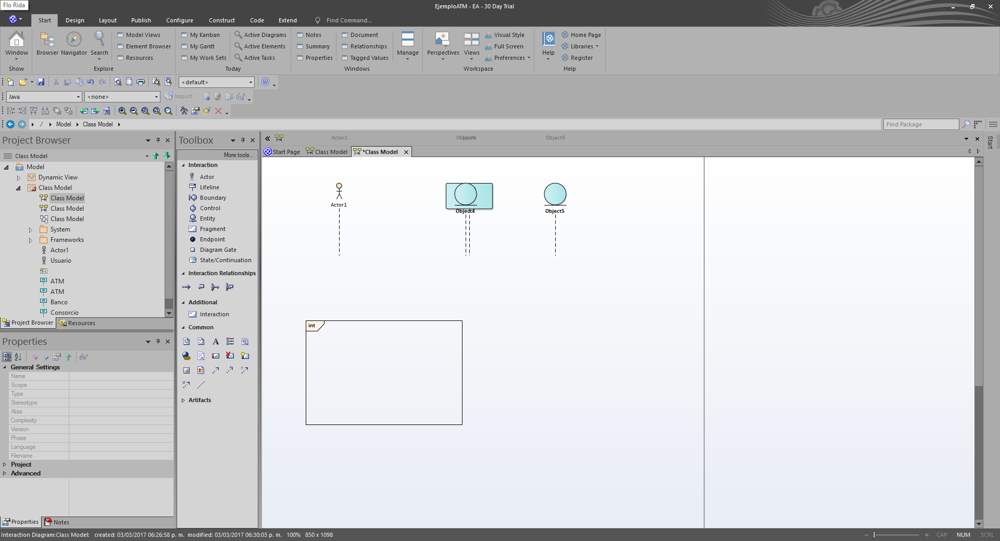 Flo Rida
EjemploATM - EA - 30 Day Trial
Start Design Layout Publish Configure Construct Code Extend Find Command...
Window
Show
Browser
Navigator
Search
Model Views
Element Browser
Resources
Explore
My Kanban
My Gantt
My Work Sets
Active Diagrams
Active Elements
Active Tasks
Today
Notes
Summary
Properties
Document
Relationships
Tagged Values
Manage
Windows
Perspectives
Views
Visual Style
Full Screen
Preferences
Workspace
Help
Home Page
Libraries
Register
Help
<default>
Java
<none>
Import
/ Model Class Model
Find Package
Project Browser
Class Model
Model
Dynamic View
Class Model
Class Model
Class Model
Class Model
System
Frameworks
Actor1
Usuario
ATM
ATM
Banco
Consorcio
Project Browser
Resources
Properties
General Settings
Name
Scope
Type
Stereotype
Alias
Complexity
Version
Phase
Language
Filename
Project
Advanced
Properties
Notes
Toolbox
More tools...
Interaction
Actor
Lifeline
Boundary
Control
Entity
Fragment
Endpoint
Diagram Gate
State/Continuation
Interaction Relationships
Additional
Interaction
Common
Artifacts
Actor1
Object5
Start Page
Class Model
*Class Model
Start
Actor1
Object4
Object5
int
Interaction Diagram:Class Model: created: 03/03/2017 06:26:58 p. m. modified: 03/03/2017 06:30:03 p. m. 100% 850 x 1098
CAP NUM SCRL